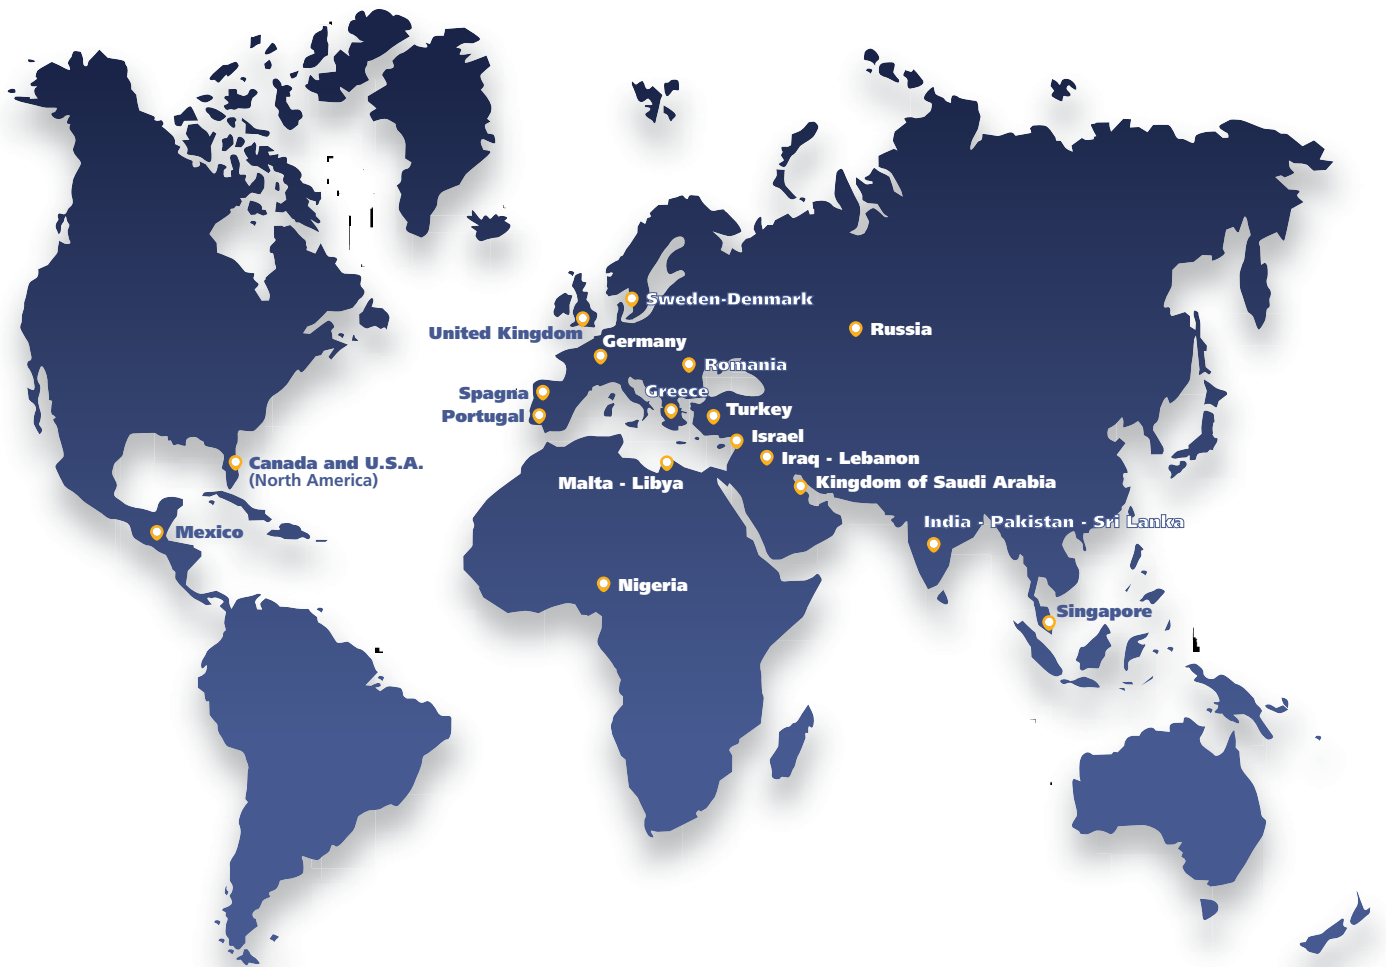 Sweden-Denmark
United Kingdom
Russia
Germany
Romania
Spagna
Greece
Portugal
Turkey
Israel
Canada and U.S.A.
(North America)
Iraq - Lebanon
Malta - Libya
Kingdom of Saudi Arabia
India - Pakistan - Sri Lanka
Mexico
Nigeria
Singapore